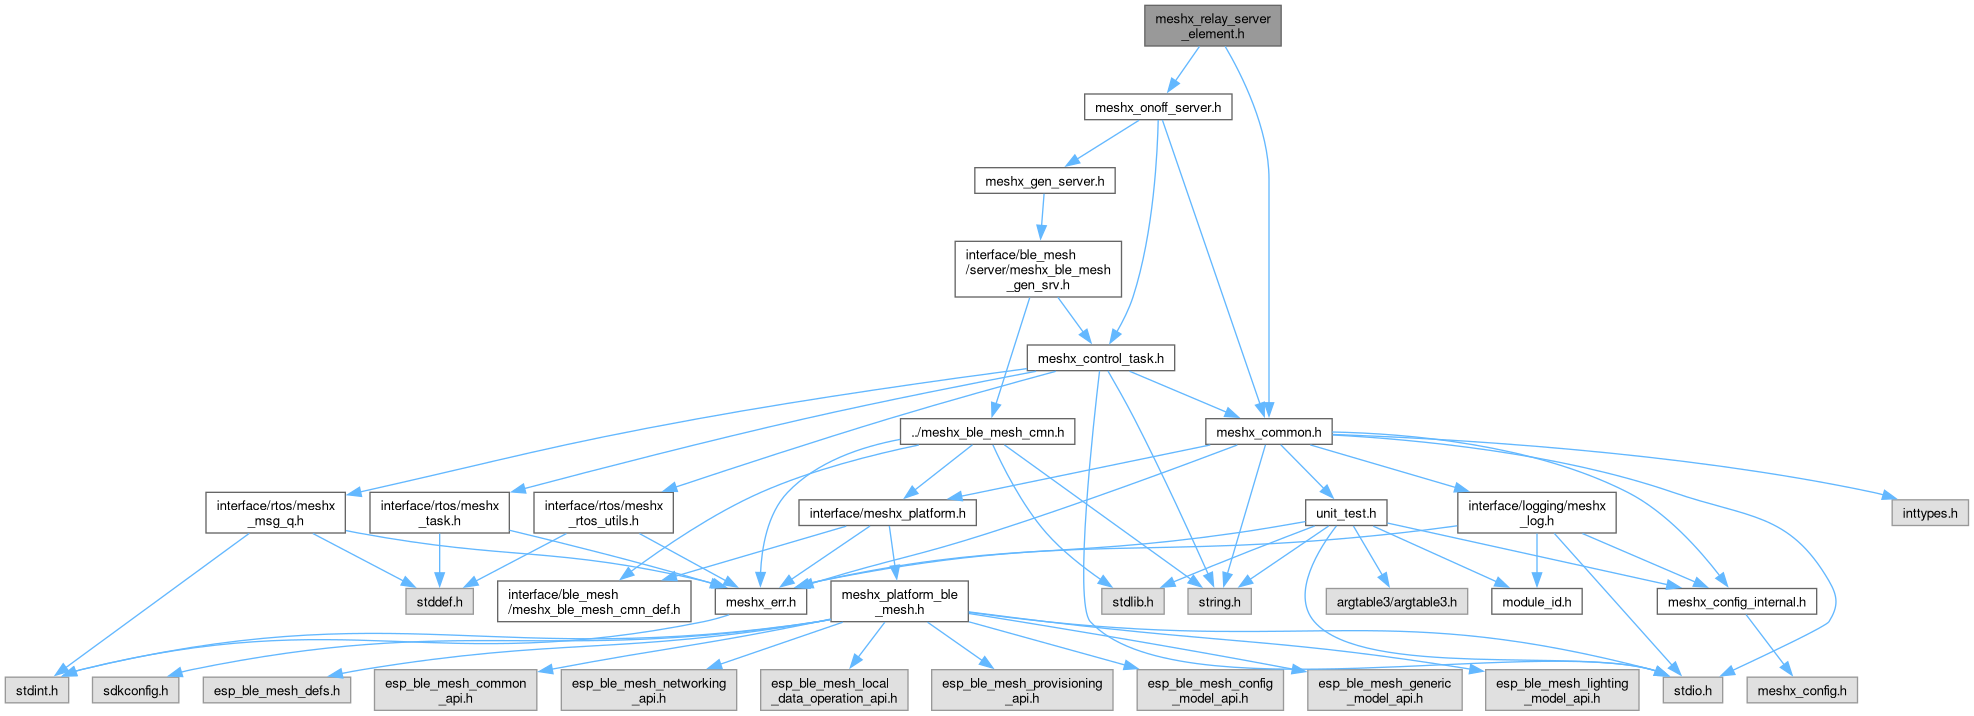 meshx_relay_server
_element.h
meshx_onoff_server.h
meshx_gen_server.h
interface/ble_mesh
/server/meshx_ble_mesh
_gen_srv.h
meshx_control_task.h
../meshx_ble_mesh_cmn.h
meshx_common.h
interface/rtos/meshx
_msg_q.h
interface/rtos/meshx
_task.h
interface/rtos/meshx
_rtos_utils.h
interface/meshx_platform.h
unit_test.h
interface/logging/meshx
_log.h
inttypes.h
stddef.h
interface/ble_mesh
/meshx_ble_mesh_cmn_def.h
meshx_err.h
meshx_platform_ble
_mesh.h
stdlib.h
string.h
argtable3/argtable3.h
module_id.h
meshx_config_internal.h
stdint.h
sdkconfig.h
esp_ble_mesh_defs.h
esp_ble_mesh_common
_api.h
esp_ble_mesh_networking
_api.h
esp_ble_mesh_local
_data_operation_api.h
esp_ble_mesh_provisioning
_api.h
esp_ble_mesh_config
_model_api.h
esp_ble_mesh_generic
_model_api.h
esp_ble_mesh_lighting
_model_api.h
stdio.h
meshx_config.h